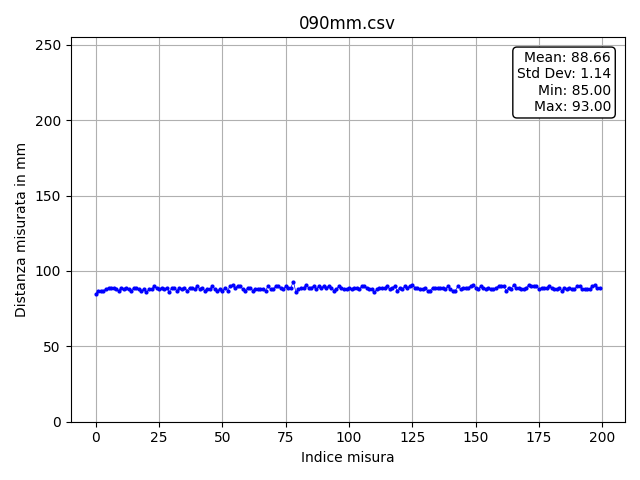 090mm.csv
Mean: 88.66
Std Dev: 1.14
Min: 85.00
Max: 93.00
Distanza misurata in mm
250
200
150
100
50
0
0 25 50 75 100 125 150 175 200
Indice misura